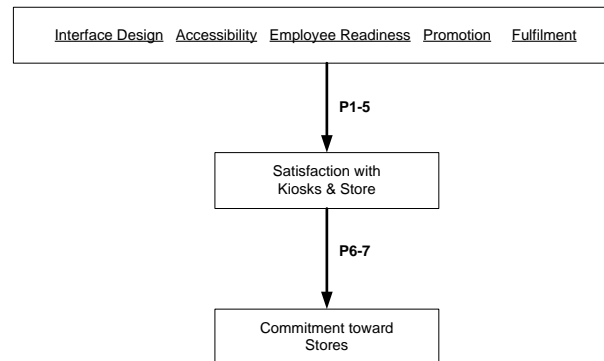 Interface Design Accessibility Employee Readiness Promotion Fulfilment
P1-5
Satisfaction with
Kiosks & Store
P6-7
Commitment toward
Stores